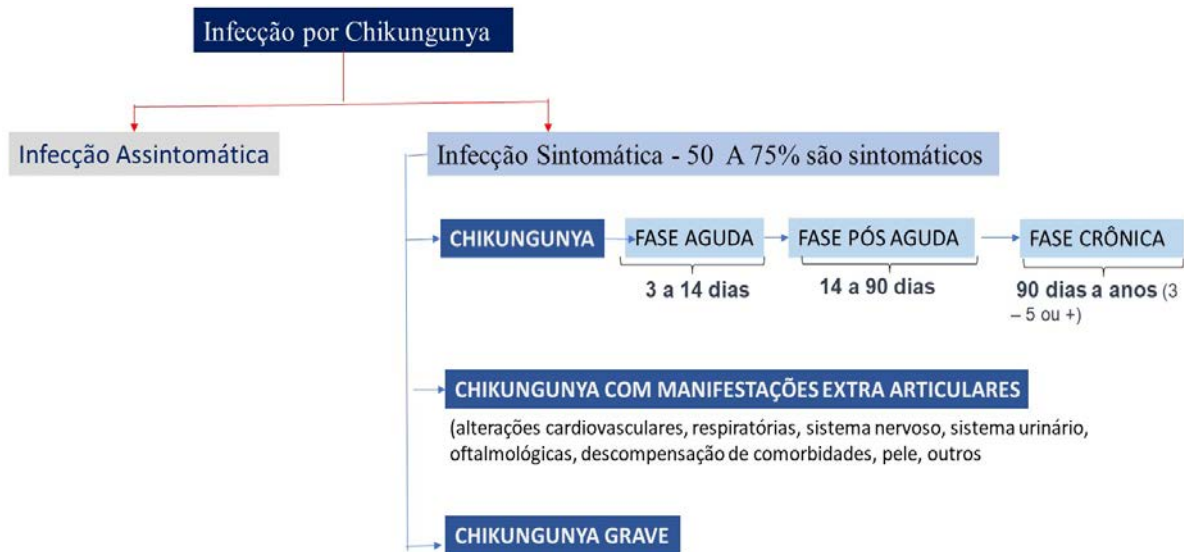 Infecção por Chikungunya
Infecção Assintomática
Infecção Sintomática - 50 A 75% são sintomáticos
CHIKUNGUNYA
FASE AGUDA
FASE PÓS AGUDA
FASE CRÔNICA
3 a 14 dias
14 a 90 dias
90 dias a anos (3
– 5 ou +)
CHIKUNGUNYA COM MANIFESTAÇÕES EXTRA ARTICULARES
(alterações cardiovasculares, respiratórias, sistema nervoso, sistema urinário,
oftalmológicas, descompensação de comorbidades, pele, outros
CHIKUNGUNYA GRAVE